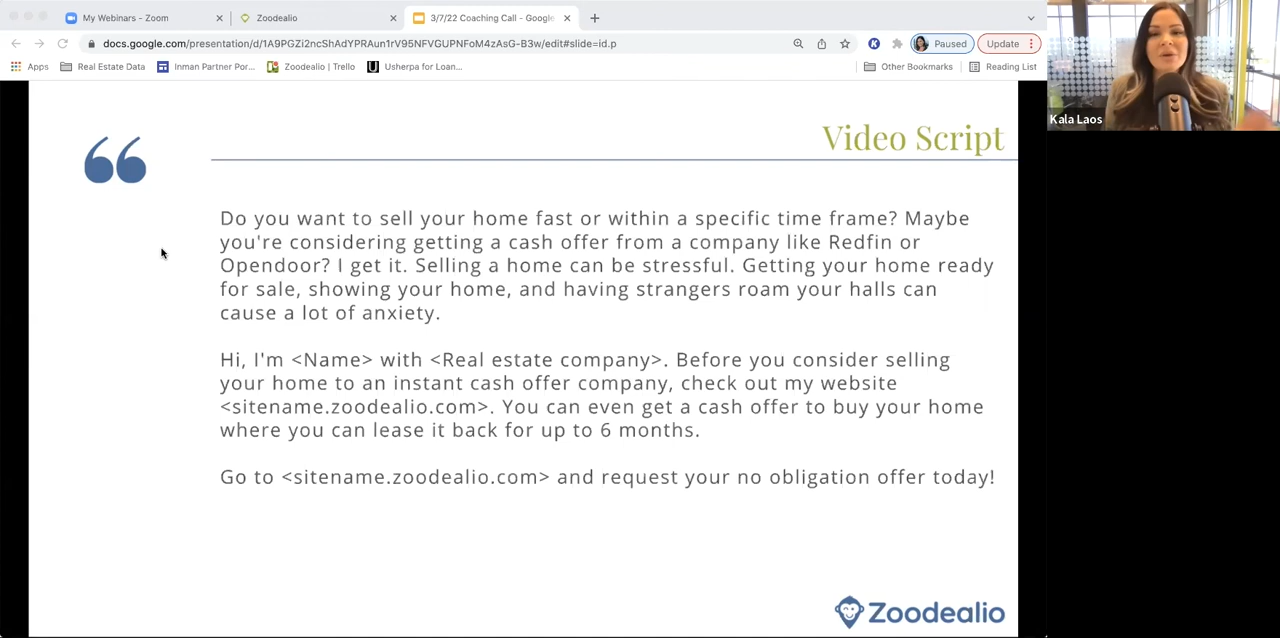 My Webinars - Zoom
Zoodealio
3/7/22 Coaching Call - Google
docs.google.com/presentation/d/1A9PGZi2ncShAdYPRAun1rV95NFVGUPNFoM4zAsG-B3w/edit#slide=id.p
Paused
Update
Apps
Real Estate Data
Inman Partner Por...
Zoodealio | Trello
Usherpa for Loan...
Other Bookmarks
Reading List
Kala Laos
Video Script
Do you want to sell your home fast or within a specific time frame? Maybe
you're considering getting a cash offer from a company like Redfin or
Opendoor? I get it. Selling a home can be stressful. Getting your home ready
for sale, showing your home, and having strangers roam your halls can
cause a lot of anxiety.
Hi, I'm <Name> with <Real estate company>. Before you consider selling
your home to an instant cash offer company, check out my website
<sitename.zoodealio.com>. You can even get a cash offer to buy your home
where you can lease it back for up to 6 months.
Go to <sitename.zoodealio.com> and request your no obligation offer today!
Zoodealio